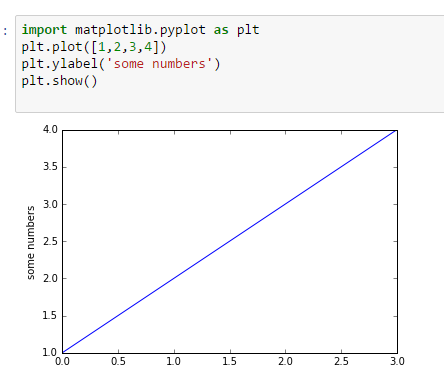 :
import matplotlib.pyplot as plt
plt.plot([1,2,3,4])
plt.ylabel('some numbers')
plt.show()
4.0
3.5
3.0
2.5
2.0
1.5
1.0
some numbers
0.0 0.5 1.0 1.5 2.0 2.5 3.0